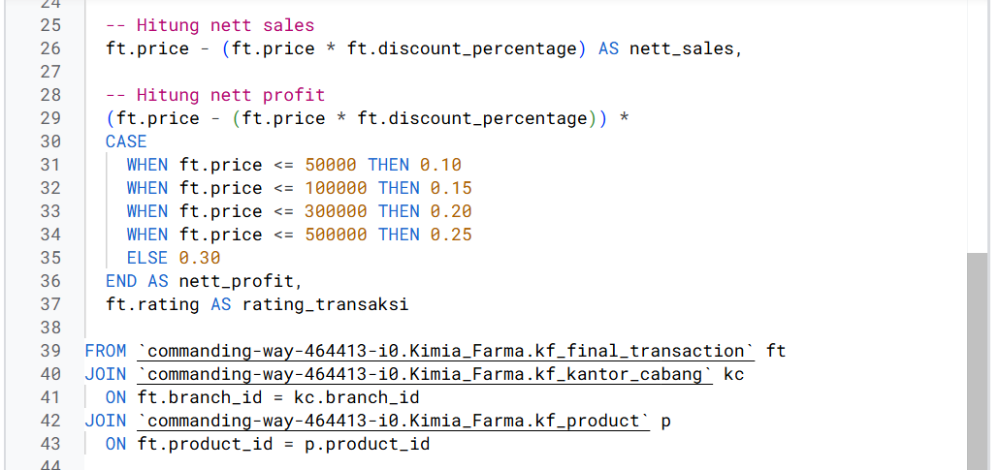 24
25 -- Hitung nett sales
26 ft.price - (ft.price * ft.discount_percentage) AS nett_sales,
27
28 -- Hitung nett profit
29 (ft.price - (ft.price * ft.discount_percentage)) *
30 CASE
31 WHEN ft.price <= 50000 THEN 0.10
32 WHEN ft.price <= 100000 THEN 0.15
33 WHEN ft.price <= 300000 THEN 0.20
34 WHEN ft.price <= 500000 THEN 0.25
35 ELSE 0.30
36 END AS nett_profit,
37 ft.rating AS rating_transaksi
38
39 FROM `commanding-way-464413-i0.Kimia_Farma.kf_final_transaction` ft
40 JOIN `commanding-way-464413-i0.Kimia_Farma.kf_kantor_cabang` kc
41 ON ft.branch_id = kc.branch_id
42 JOIN `commanding-way-464413-i0.Kimia_Farma.kf_product` p
43 ON ft.product_id = p.product_id
44